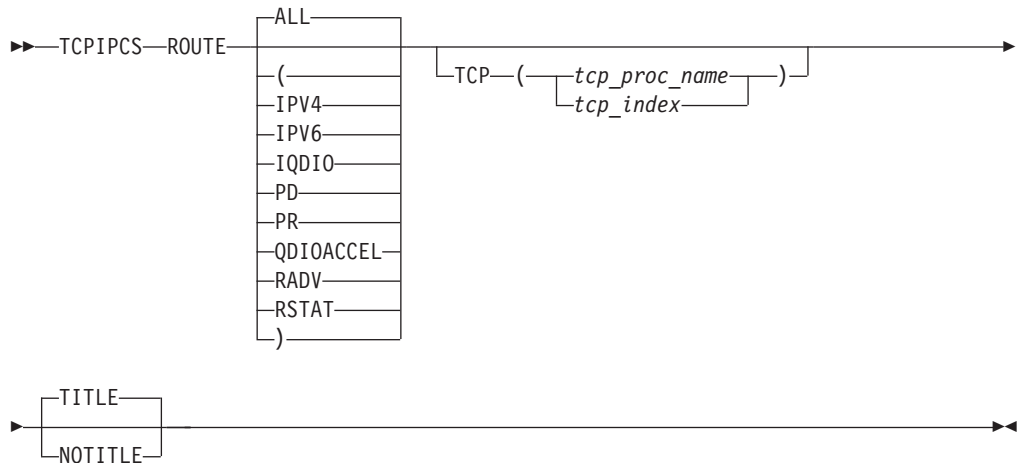 ALL
TCPIPCS ROUTE
( TCP ( tcp_proc_name )
IPV4 tcp_index
IPV6
IQDIO
PD
PR
QDIOACCEL
RADV
RSTAT
)
TITLE
NOTITLE